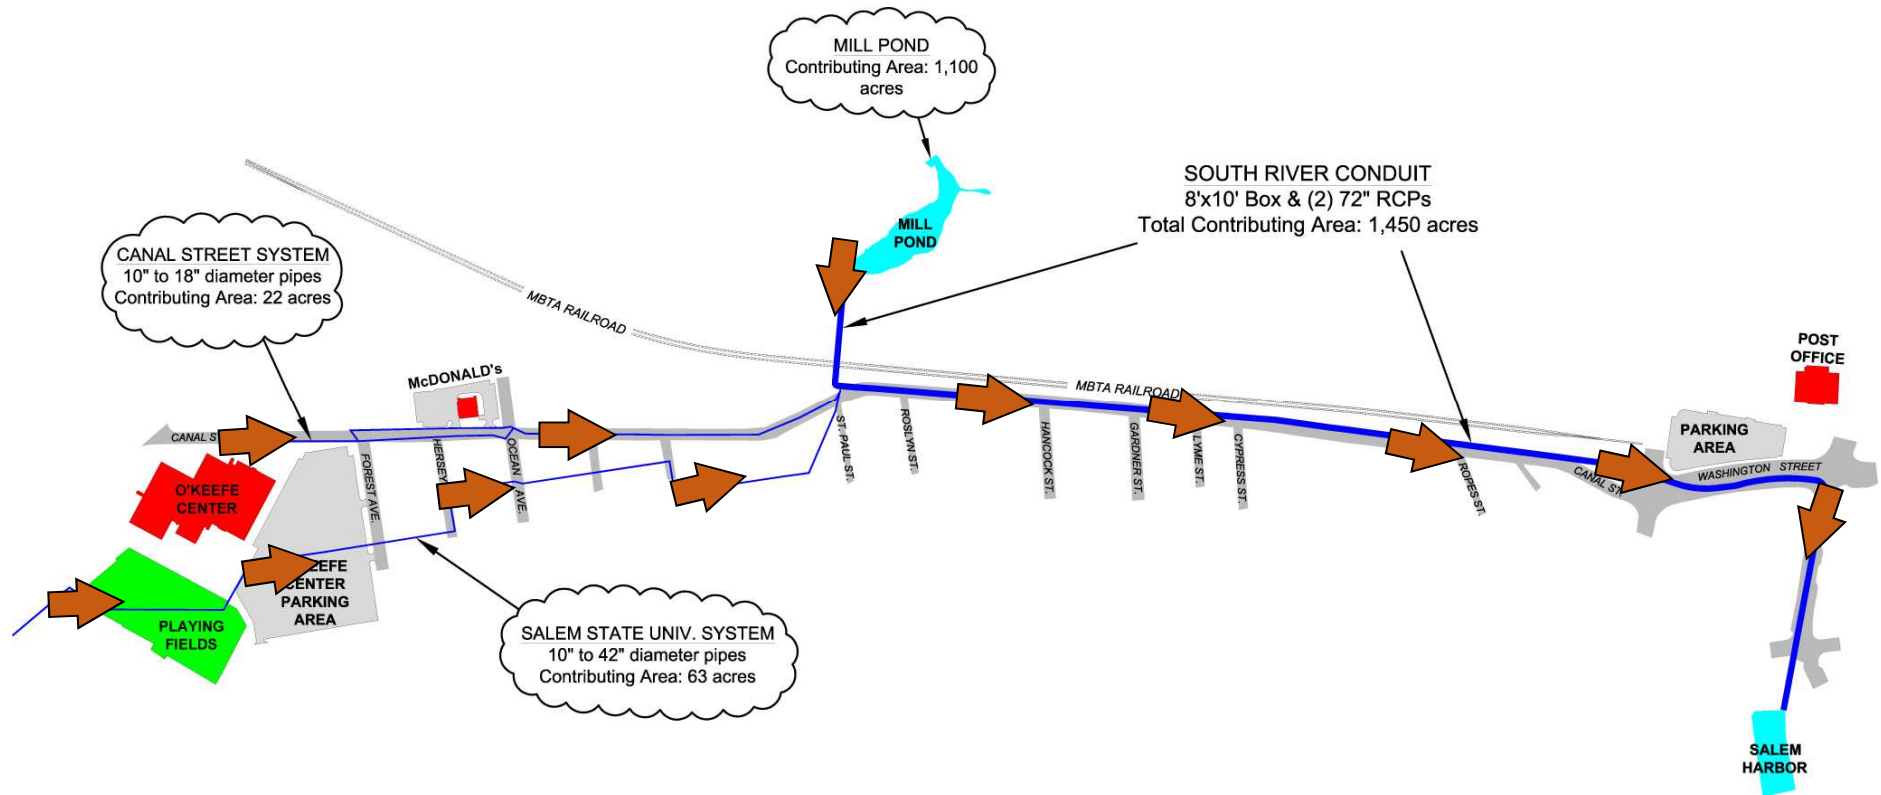 MILL POND
Contributing Area: 1,100
acres
SOUTH RIVER CONDUIT
8'x10' Box & (2) 72" RCPs
Total Contributing Area: 1,450 acres
MILL
POND
CANAL STREET SYSTEM
10" to 18" diameter pipes
Contributing Area: 22 acres
MBTA RAILROAD
POST
OFFICE
McDONALD's
MBTA RAILROAD
CANAL S
PARKING
AREA
WASHINGTON STREET
O'KEEFE
CENTER
FOREST AVE.
HERSEY
OCEAN AVE.
ST. PAUL ST.
ROSLYN ST.
HANCOCK ST.
GARDNER ST.
LYME ST.
CYPRESS ST.
ROPES ST.
CANAL ST.
EEFE
CENTER
PARKING
AREA
PLAYING
FIELDS
SALEM STATE UNIV. SYSTEM
10" to 42" diameter pipes
Contributing Area: 63 acres
SALEM
HARBOR